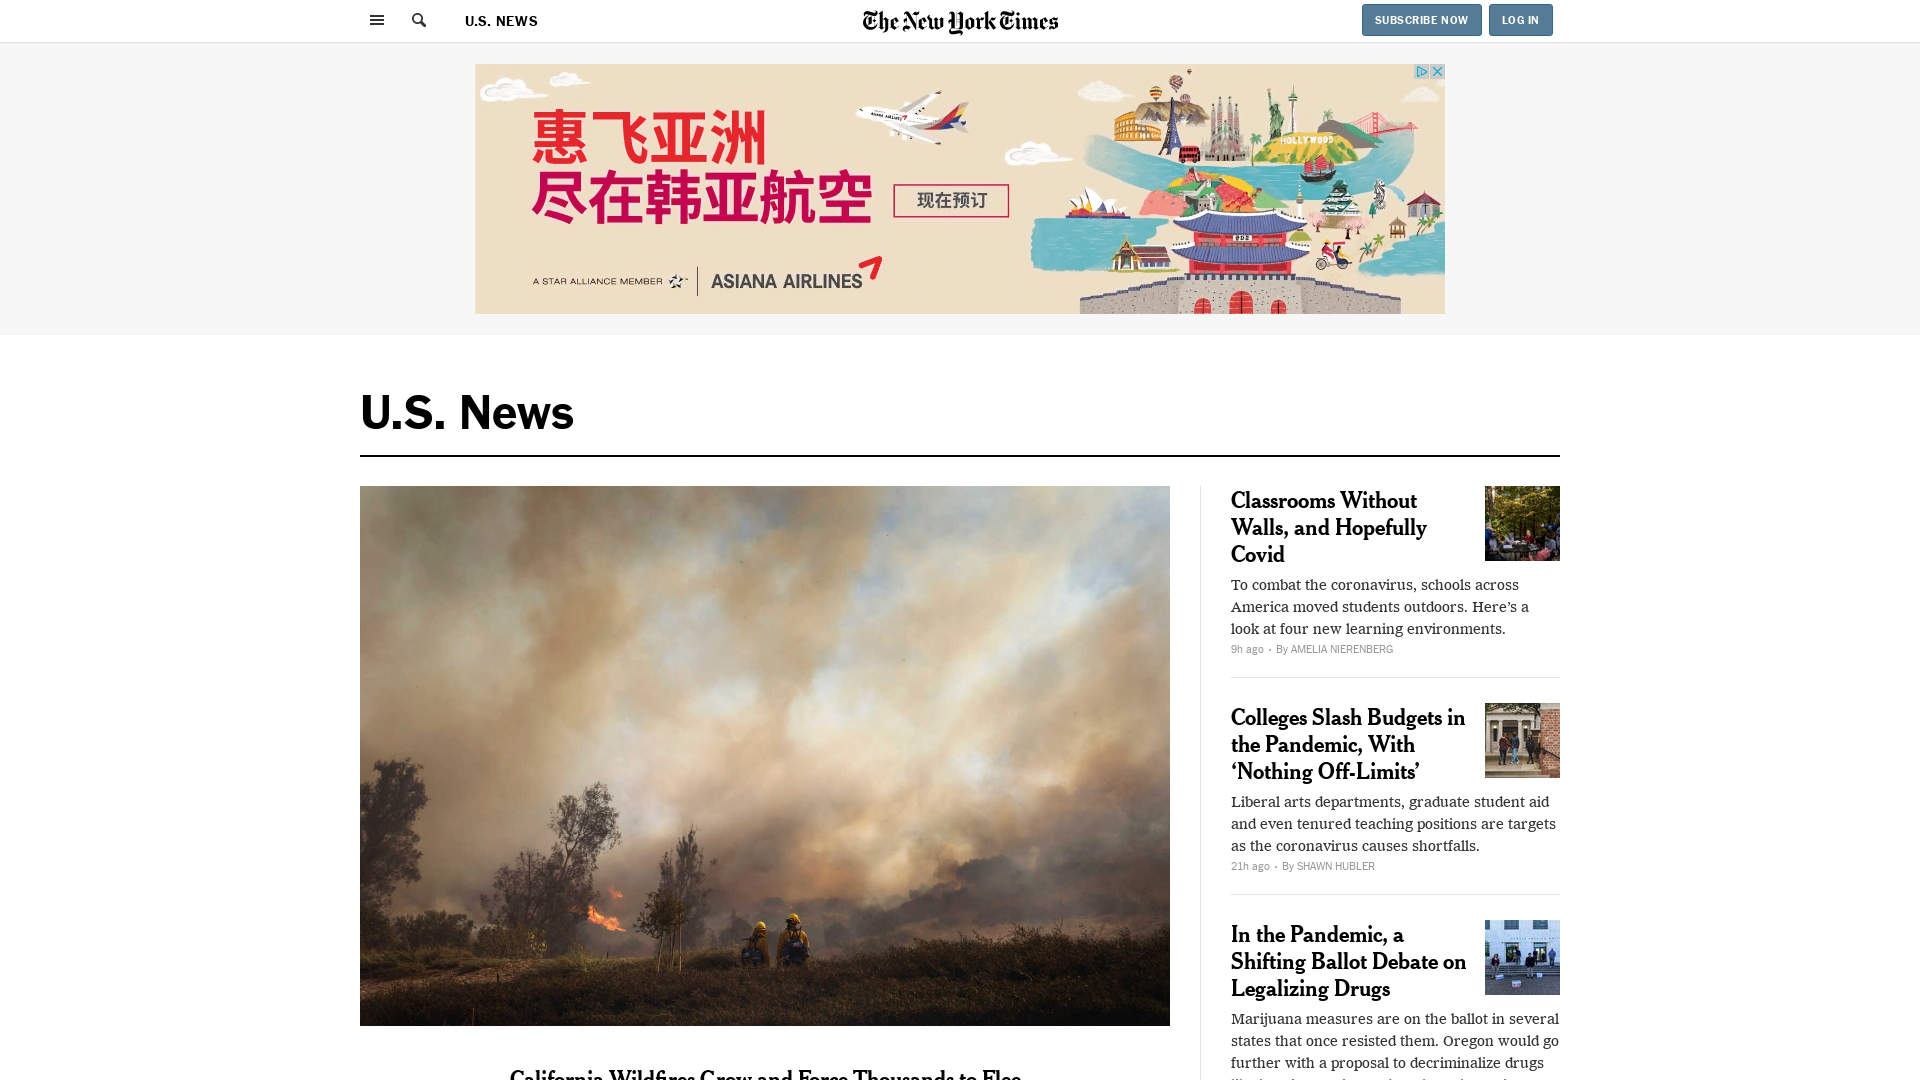 U.S. NEWS
The New York Times
SUBSCRIBE NOW
LOG IN
惠飞亚洲
尽在韩亚航空
现在预订
A STAR ALLIANCE MEMBER
ASIANA AIRLINES
ASIANA AIRLINES
HOLLYWOOD
U.S. News
Classrooms Without
Walls, and Hopefully
Covid
To combat the coronavirus, schools across
America moved students outdoors. Here’s a
look at four new learning environments.
9h ago · By AMELIA NIERENBERG
Colleges Slash Budgets in
the Pandemic, With
‘Nothing Off-Limits’
Liberal arts departments, graduate student aid
and even tenured teaching positions are targets
as the coronavirus causes shortfalls.
21h ago · By SHAWN HUBLER
In the Pandemic, a
Shifting Ballot Debate on
Legalizing Drugs
Marijuana measures are on the ballot in several
states that once resisted them. Oregon would go
further with a proposal to decriminalize drugs
California Wildfires Grow and Force Thousands to Flee